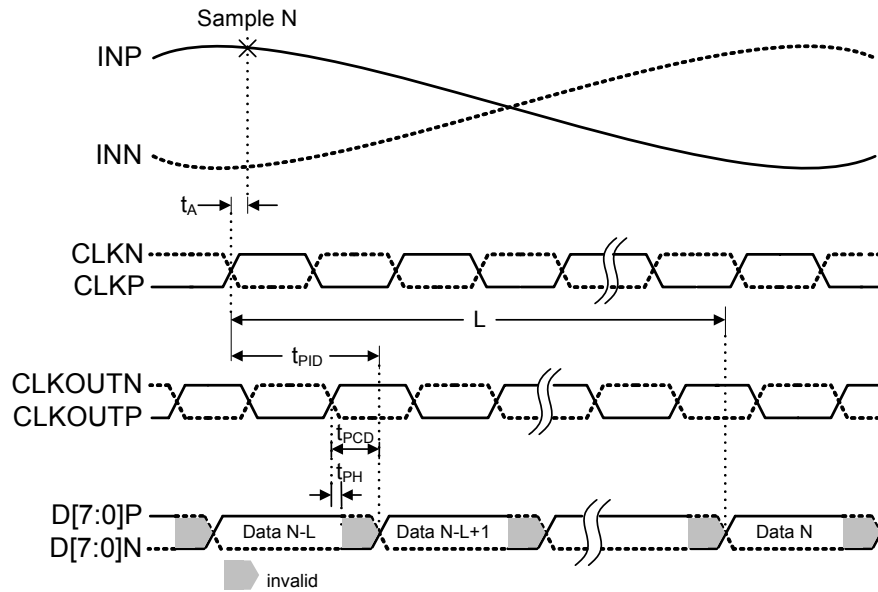 Sample N
INP
INN
tA
CLKN
CLKP
L
tPID
CLKOUTN
CLKOUTP
tPCD
tPH
D[7:0]P
D[7:0]N
Data N-L
Data N-L+1
Data N
invalid